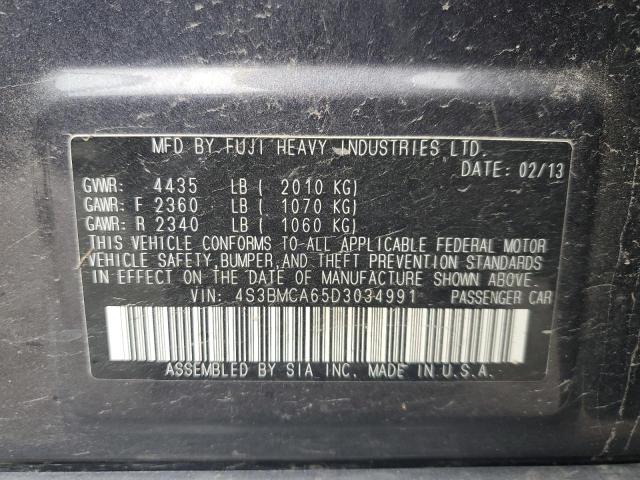 MFD BY FUJI HEAVY INDUSTRIES LTD.
DATE: 02/13
GVWR: 4435 LB ( 2010 KG)
GAWR: F 2360 LB ( 1070 KG)
GAWR: R 2340 LB ( 1060 KG)
THIS VEHICLE CONFORMS TO ALL APPLICABLE FEDERAL MOTOR
VEHICLE SAFETY, BUMPER, AND THEFT PREVENTION STANDARDS
IN EFFECT ON THE DATE OF MANUFACTURE SHOWN ABOVE.
VIN: 4S3BMCA65D3034991 PASSENGER CAR
ASSEMBLED BY SIA INC. MADE IN U.S.A.